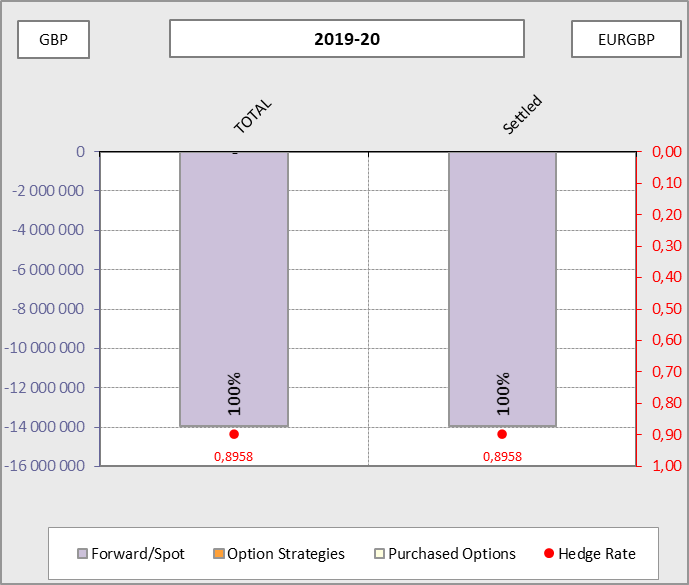 GBP 2019-20 EURGBP
TOTAL Settled
0 0,00
-2 000 000 0,10
-4 000 000 0,20
-6 000 000 0,30
-8 000 000 0,40
-10 000 000 0,50
-12 000 000 0,60
-14 000 000 0,70
-16 000 000 0,80
0,90
1,00
100% 100%
0,8958 0,8958
Forward/Spot Option Strategies Purchased Options Hedge Rate